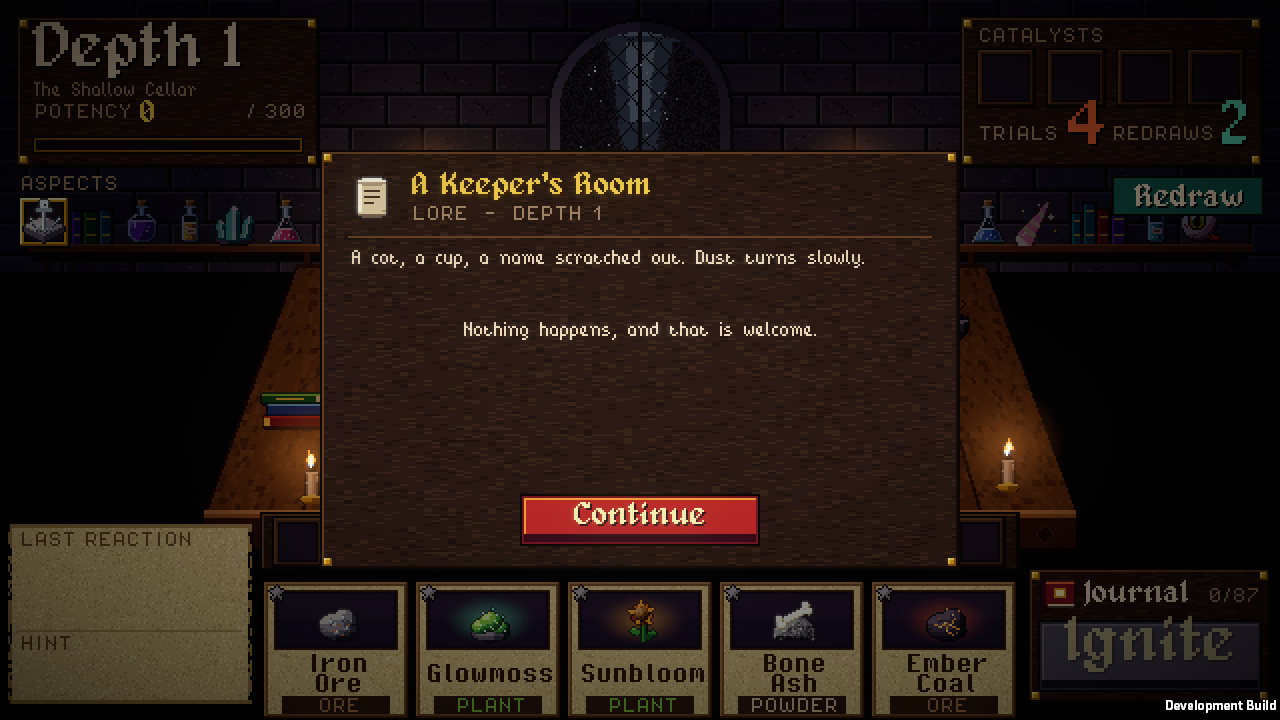 Depth 1
The Shallow Cellar
POTENCY 0 / 300
ASPECTS
CATALYSTS
TRIALS 4 REDRAWS 2
Redraw
A Keeper's Room
LORE - DEPTH 1
A cot, a cup, a name scratched out. Dust turns slowly.
Nothing happens, and that is welcome.
Continue
LAST REACTION
HINT
Iron
Ore
ORE
Glowmoss
PLANT
Sunbloom
PLANT
Bone
Ash
POWDER
Ember
Coal
ORE
Journal 0/87
Ignite
Development Build